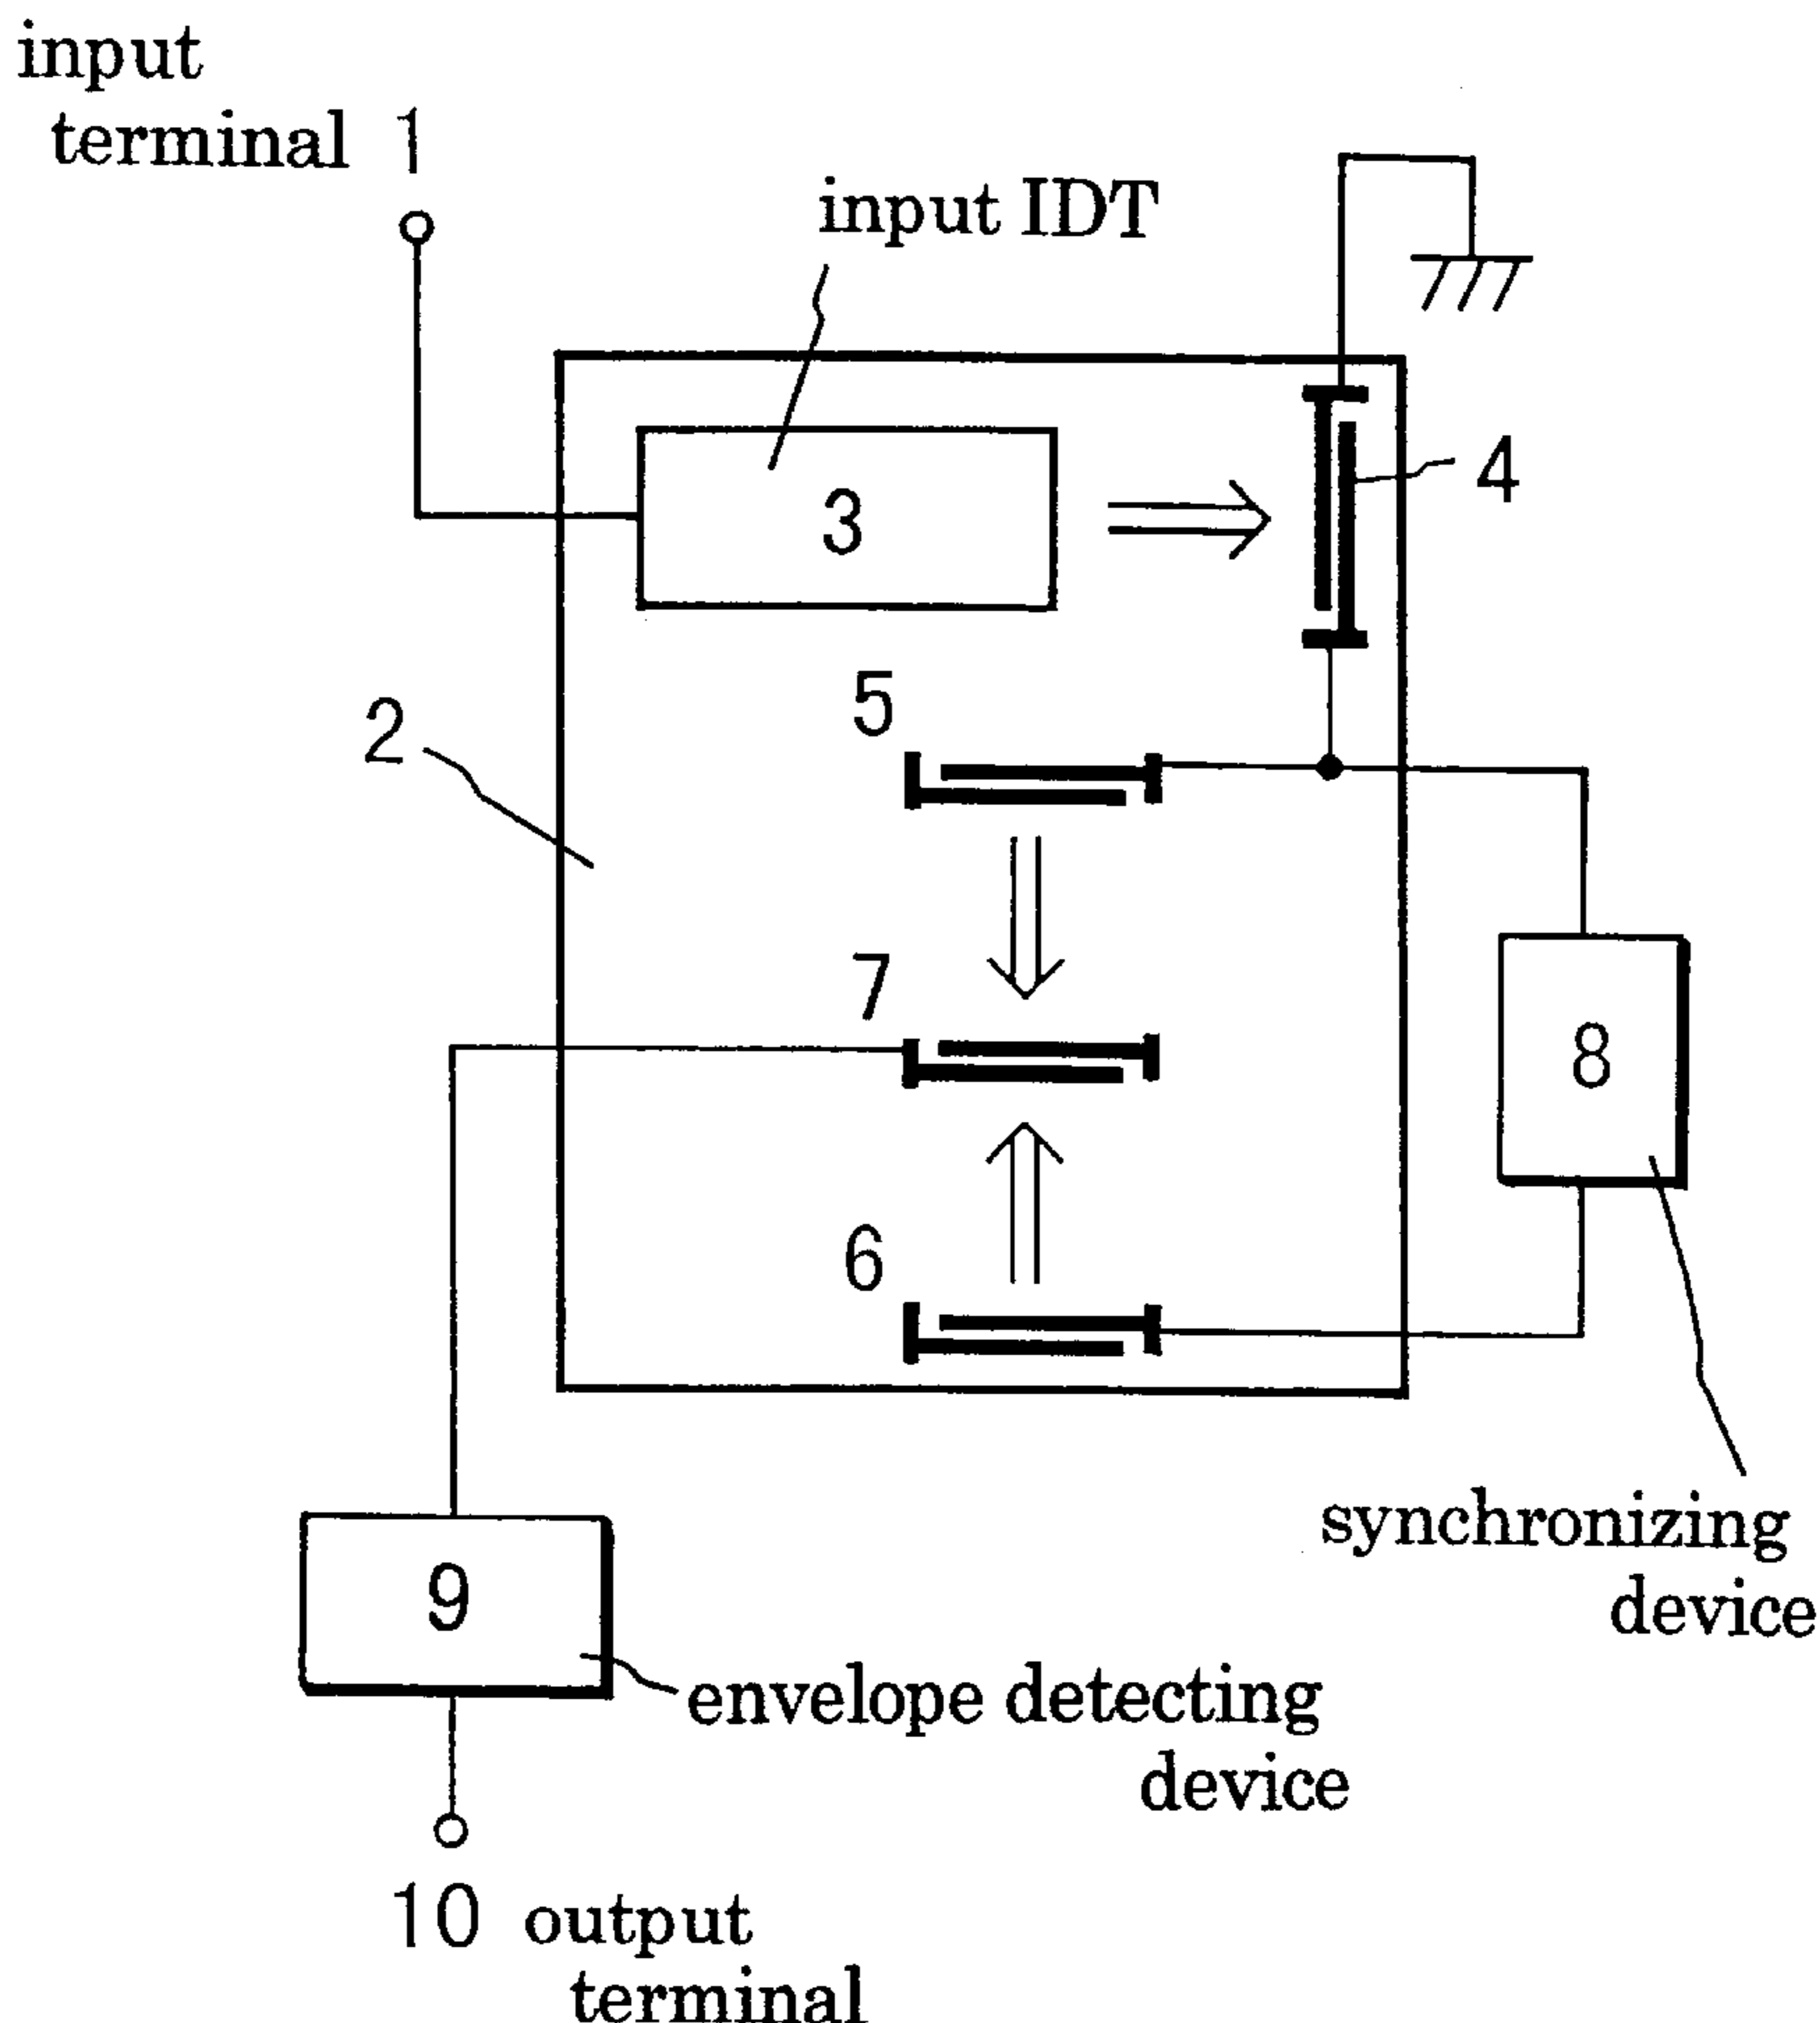 input
terminal 1
input IDT
3
4
5
2
7
8
6
synchronizing
device
9
envelope detecting
device
10 output
terminal